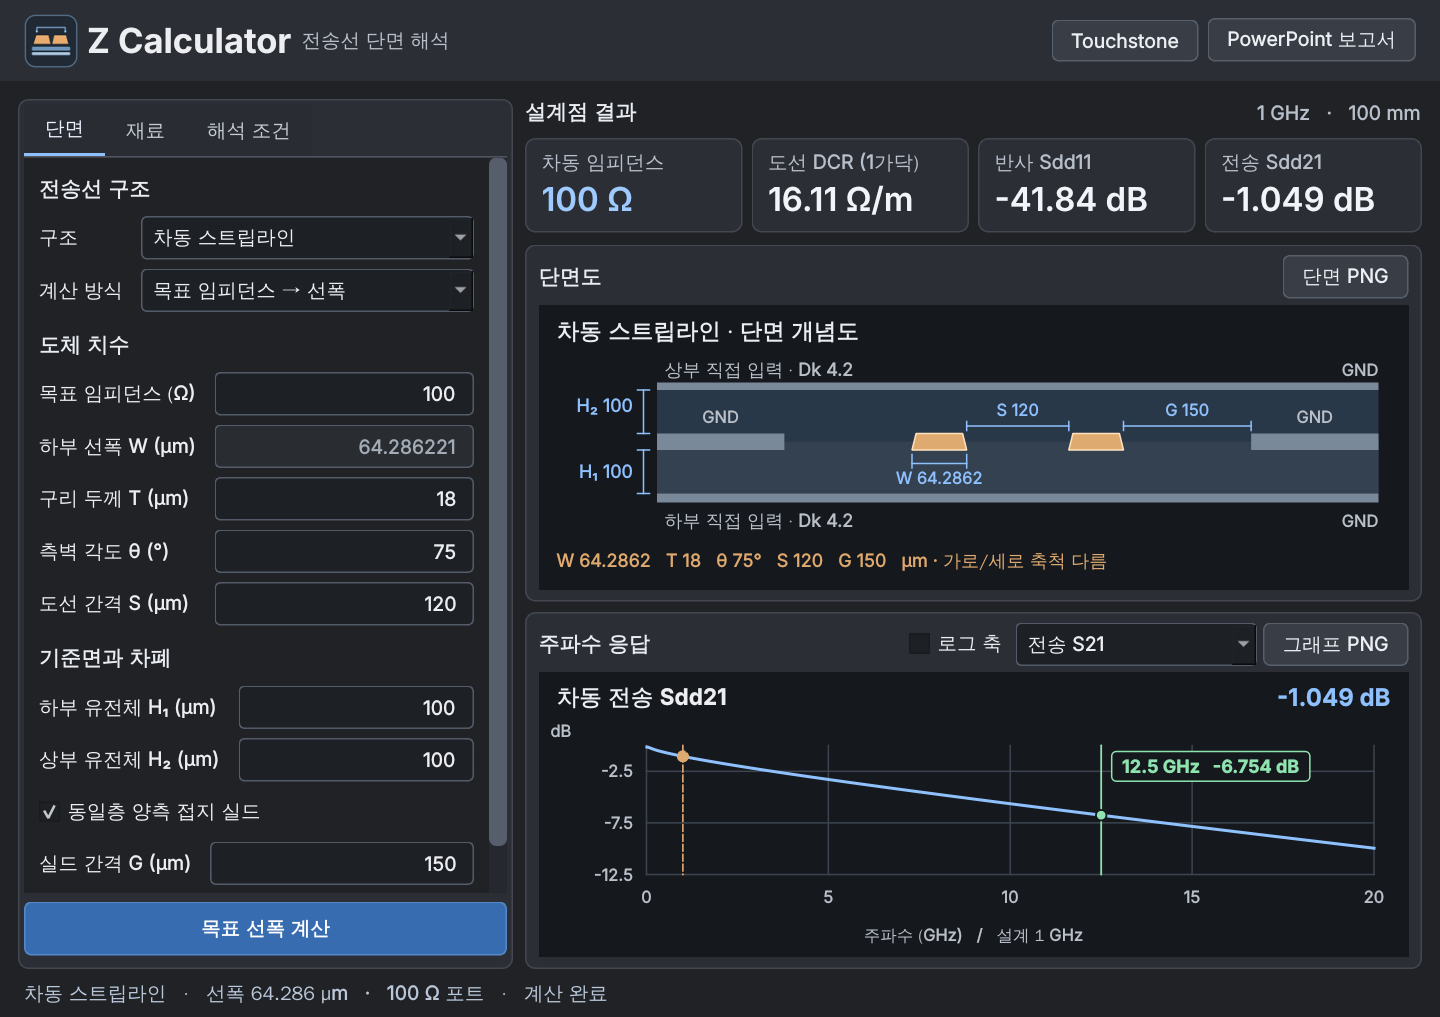 Z Calculator 전송선 단면 해석
Touchstone
PowerPoint 보고서
단면 재료 해석 조건
전송선 구조
구조 차동 스트립라인
계산 방식 목표 임피던스 → 선폭
도체 치수
목표 임피던스 (Ω) 100
하부 선폭 W (μm) 64.286221
구리 두께 T (μm) 18
측벽 각도 θ (°) 75
도선 간격 S (μm) 120
기준면과 차폐
하부 유전체 H₁ (μm) 100
상부 유전체 H₂ (μm) 100
✓ 동일층 양측 접지 실드
실드 간격 G (μm) 150
목표 선폭 계산
설계점 결과 1 GHz · 100 mm
차동 임피던스
100 Ω
도선 DCR (1가닥)
16.11 Ω/m
반사 Sdd11
-41.84 dB
전송 Sdd21
-1.049 dB
단면도 단면 PNG
차동 스트립라인 · 단면 개념도
상부 직접 입력 · Dk 4.2 GND
H₂ 100 GND S 120 G 150 GND
H₁ 100 W 64.2862
하부 직접 입력 · Dk 4.2 GND
W 64.2862 T 18 θ 75° S 120 G 150 μm · 가로/세로 축척 다름
주파수 응답 로그 축 전송 S21 그래프 PNG
차동 전송 Sdd21 -1.049 dB
dB
12.5 GHz -6.754 dB
-2.5
-7.5
-12.5
0 5 10 15 20
주파수 (GHz) / 설계 1 GHz
차동 스트립라인 · 선폭 64.286 μm · 100 Ω 포트 · 계산 완료